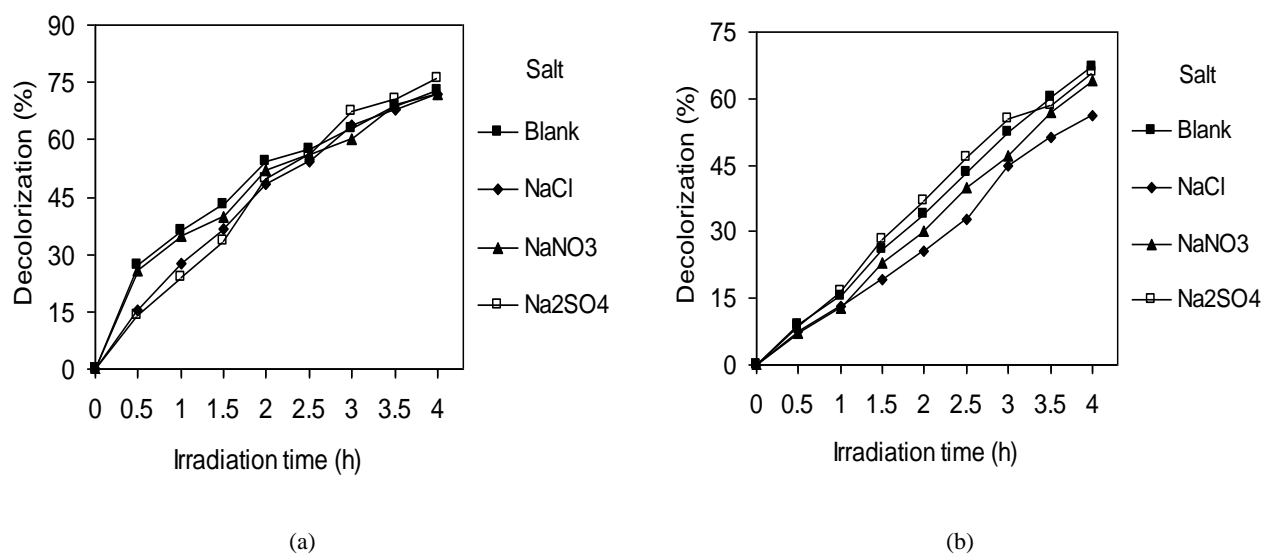 90
75
60
45
30
15
0
Decolorization (%)
0 0.5 1 1.5 2 2.5 3 3.5 4
Irradiation time (h)
Salt
Blank
NaCl
NaNO3
Na2SO4
(a)
75
60
45
30
15
0
Decolorization (%)
0 0.5 1 1.5 2 2.5 3 3.5 4
Irradiation time (h)
Salt
Blank
NaCl
NaNO3
Na2SO4
(b)